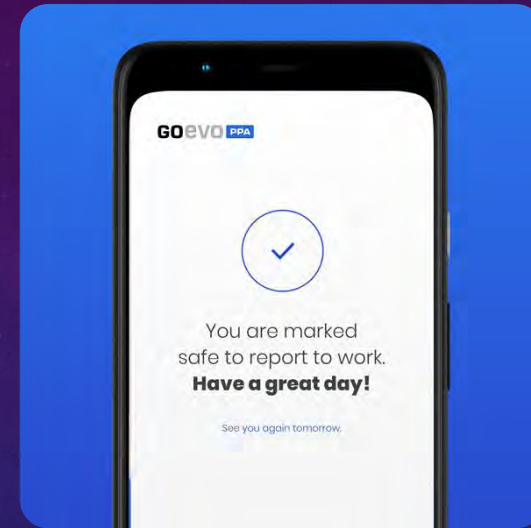 GOevo PPA
You are marked
safe to report to work.
Have a great day!
See you again tomorrow.